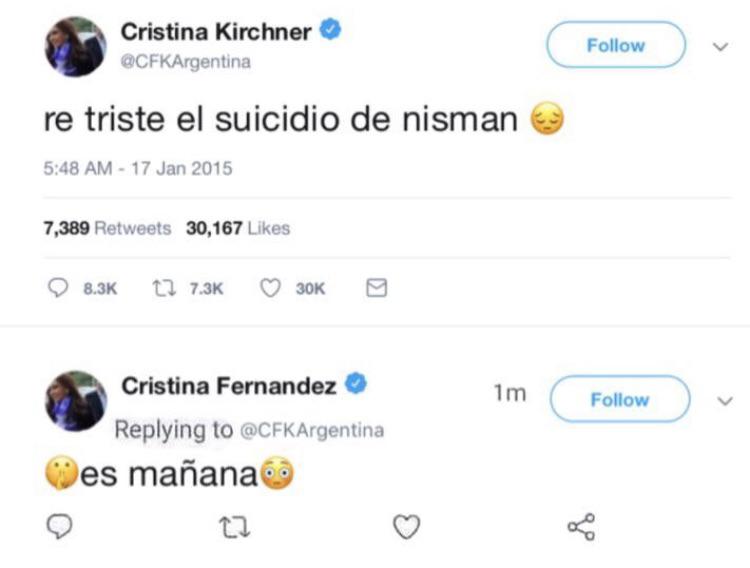 Cristina Kirchner
Follow
@CFKArgentina
re triste el suicidio de nisman 😔
5:48 AM - 17 Jan 2015
7,389 Retweets 30,167 Likes
8.3K 7.3K 30K
Cristina Fernandez
1m
Follow
Replying to @CFKArgentina
🤫es mañana😳